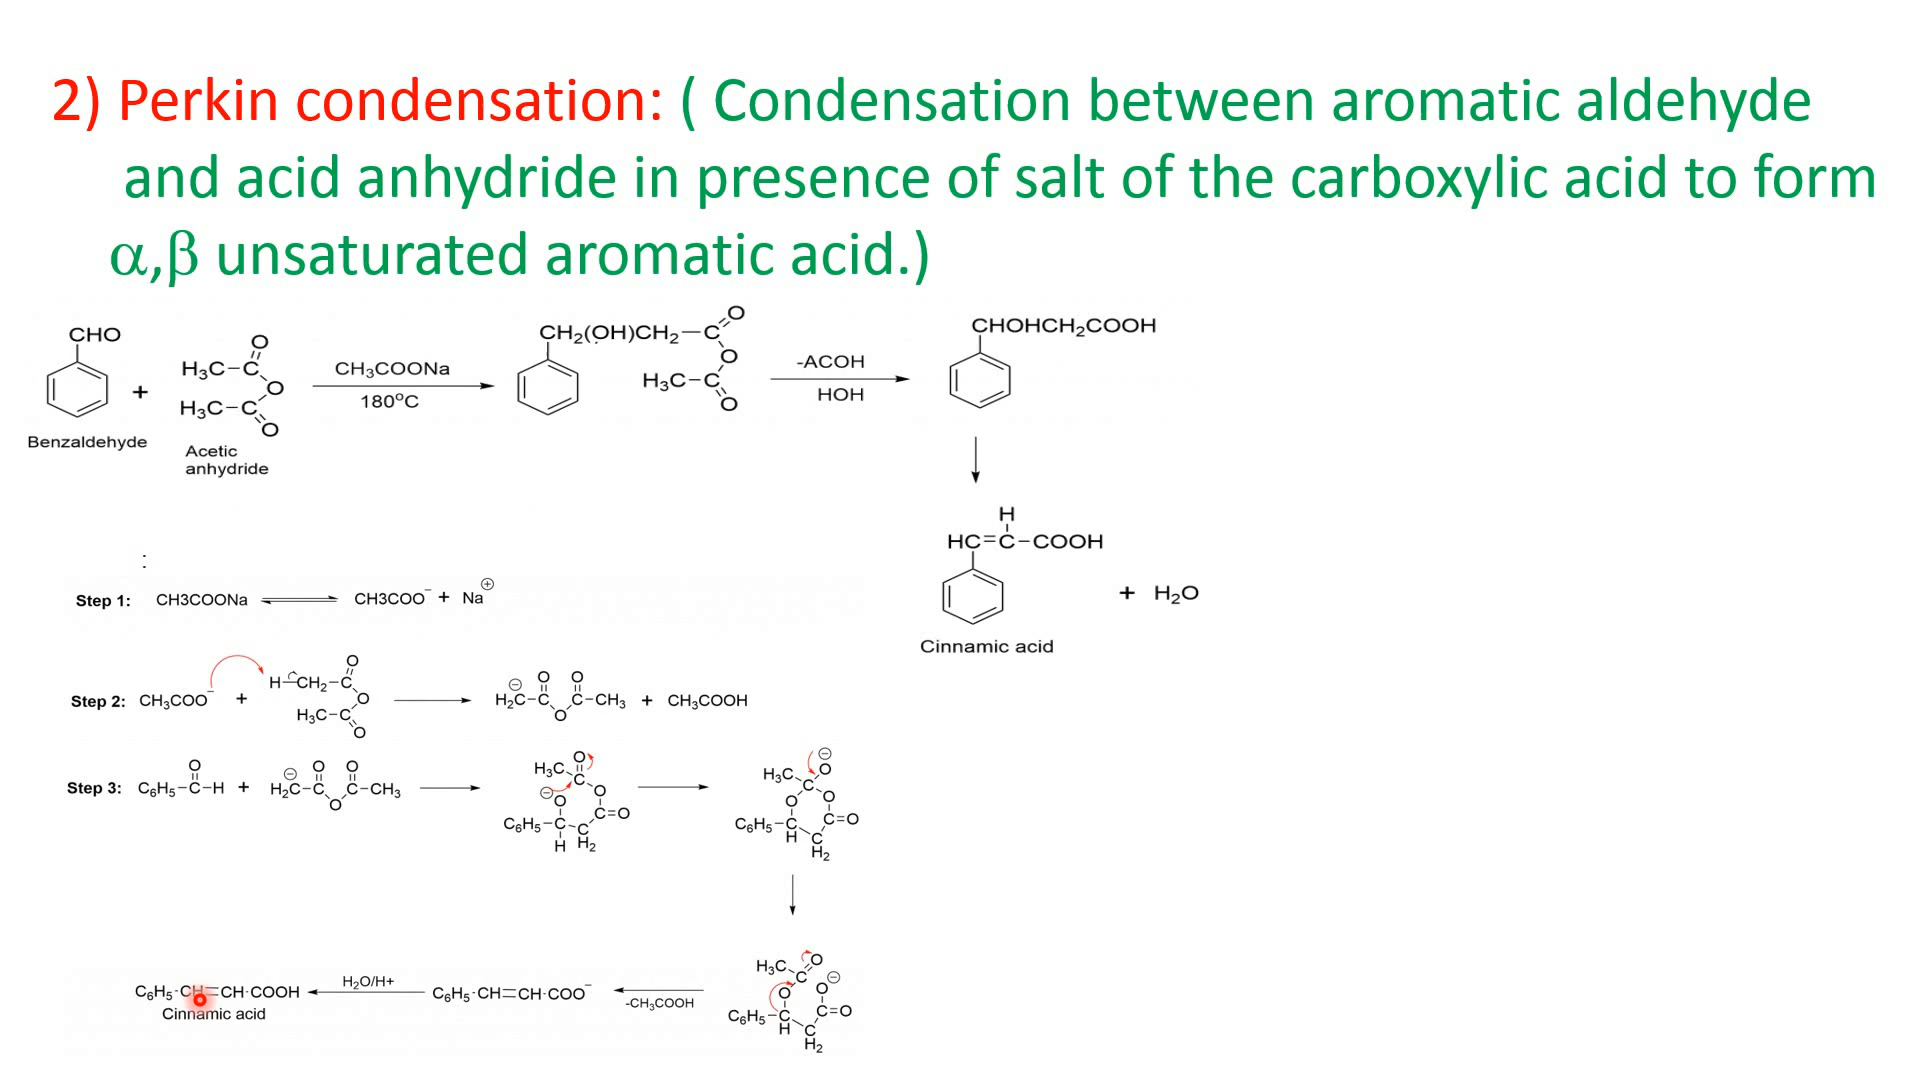 2) Perkin condensation: ( Condensation between aromatic aldehyde
and acid anhydride in presence of salt of the carboxylic acid to form
α,β unsaturated aromatic acid.)
CHO
Benzaldehyde
+
H₃C-C
O
O
H₃C-C
O
Acetic
anhydride
CH₃COONa
180°C
CH₂(OH)CH₂-C
O
O
H₃C-C
O
-ACOH
HOH
CHOHCH₂COOH
H
HC=C-COOH
Cinnamic acid
+ H₂O
:
Step 1: CH3COONa CH3COO⁻ + Na⊕
Step 2: CH₃COO⁻ + H-CH₂-C
O
O
H₃C-C
O
⊖ O O
H₂C-C C-CH₃ + CH₃COOH
O
Step 3: C₆H₅-C-H +
O
⊖ O O
H₂C-C C-CH₃
O
O
H₃C C
⊖ O O
C=O
C₆H₅-C-C
H H₂
⊖
H₃C O
C
O O
C₆H₅-C C=O
H C
H₂
H₃C O
C ⊖
O O
C₆H₅-C C=O
H C
H₂
-CH₃COOH
C₆H₅·CH=CH·COO⁻
H₂O/H+
C₆H₅·CH=CH·COOH
Cinnamic acid